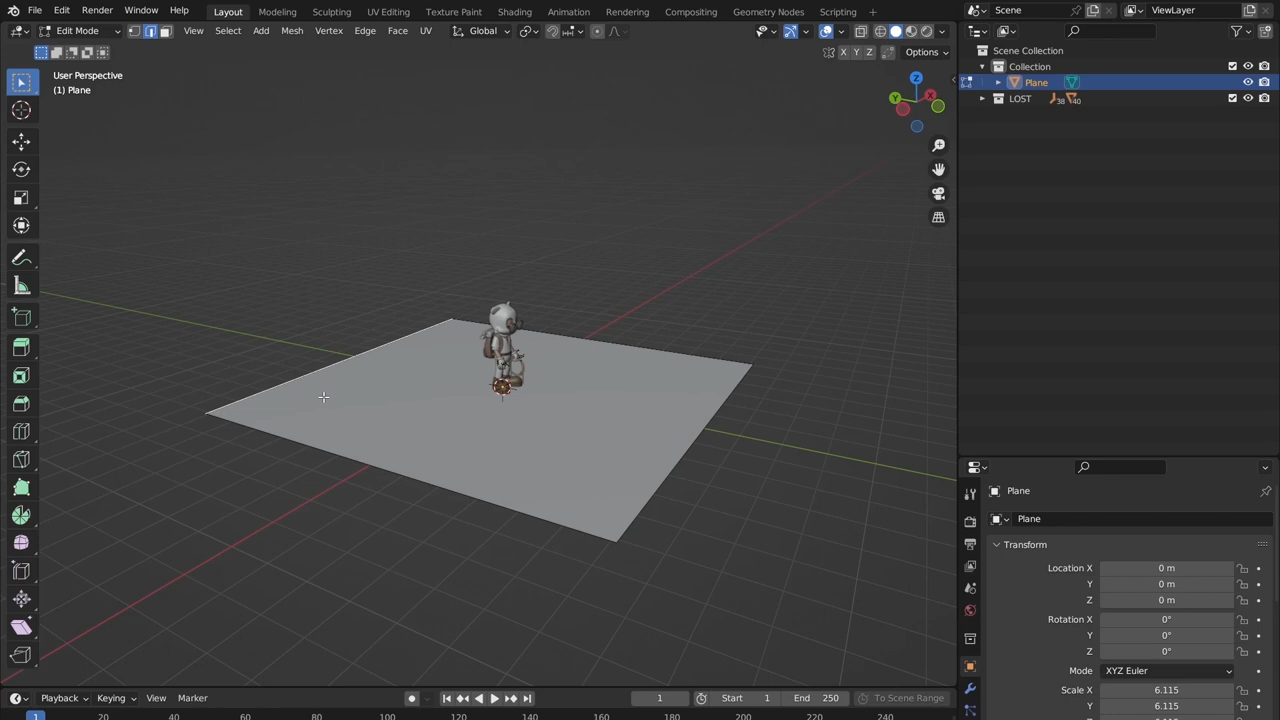 File Edit Render Window Help Layout Modeling Sculpting UV Editing Texture Paint Shading Animation Rendering Compositing Geometry Nodes Scripting + Scene ViewLayer
Edit Mode View Select Add Mesh Vertex Edge Face UV Global
X Y Z Options
User Perspective
(1) Plane
Z
Y
X
Scene Collection
Collection
Plane
LOST 38 40
Plane
Plane
Transform
Location X 0 m
Y 0 m
Z 0 m
Rotation X 0°
Y 0°
Z 0°
Mode XYZ Euler
Scale X 6.115
Y 6.115
Playback Keying View Marker 1 Start 1 End 250 To Scene Range
1 20 40 60 80 100 120 140 160 180 200 220 240